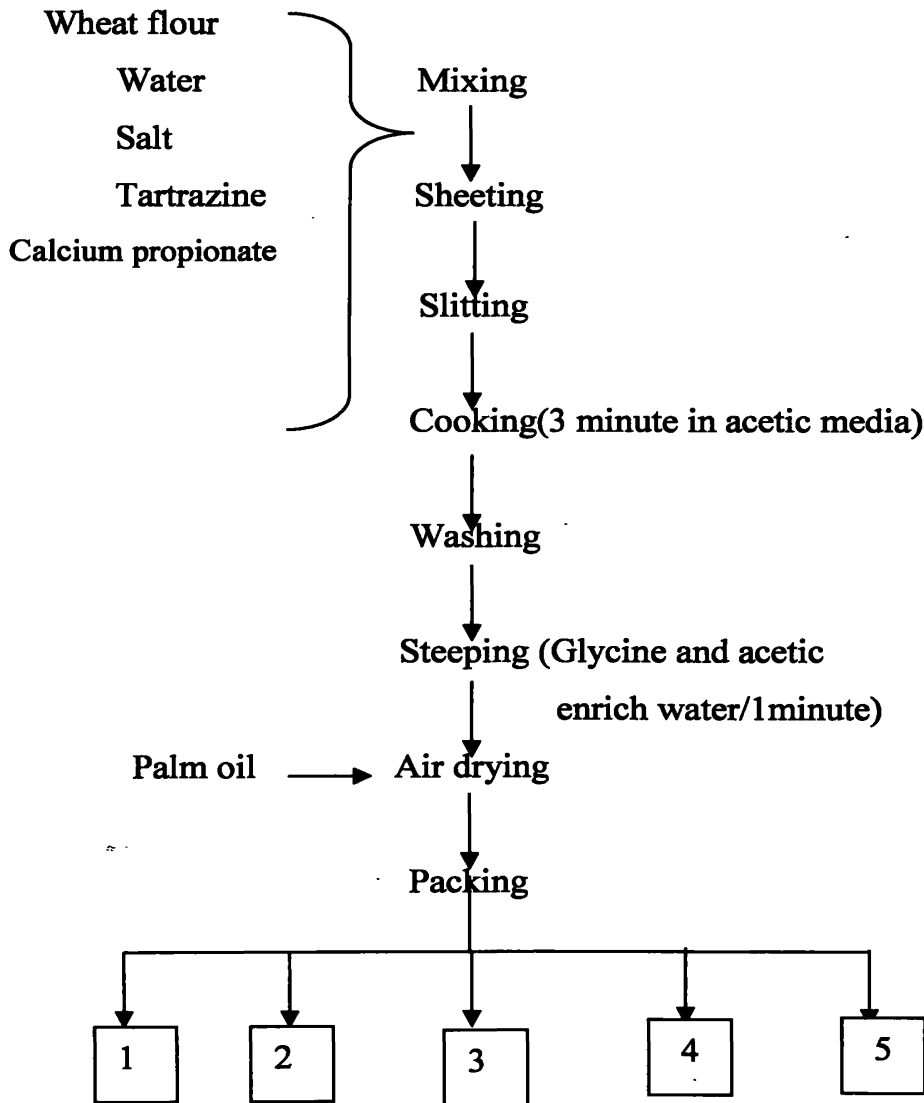 Wheat flour
Water
Mixing
Salt
Tartrazine
Sheeting
Calcium propionate
Slitting
Cooking(3 minute in acetic media)
Washing
Steeping (Glycine and acetic
enrich water/1minute)
Palm oil
Air drying
Packing
1
2
3
4
5